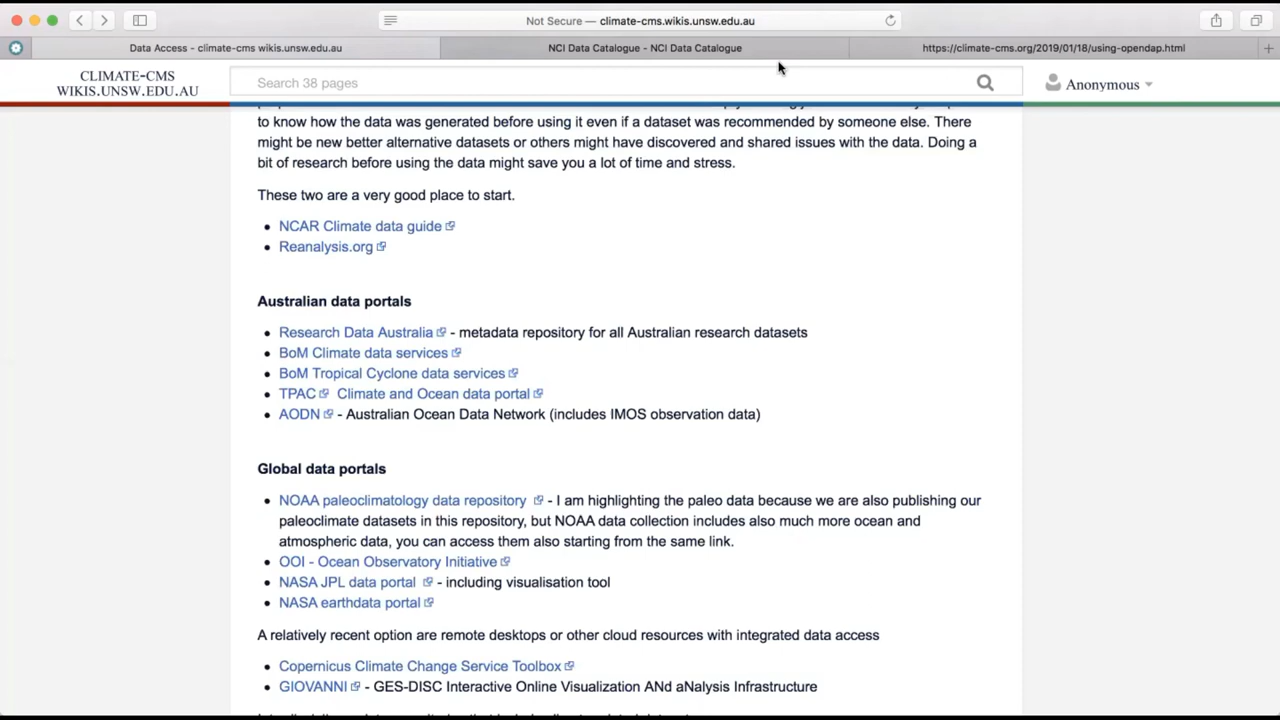 Not Secure — climate-cms.wikis.unsw.edu.au
Data Access - climate-cms wikis.unsw.edu.au
NCI Data Catalogue - NCI Data Catalogue
https://climate-cms.org/2019/01/18/using-opendap.html
CLIMATE-CMS
WIKIS.UNSW.EDU.AU
Search 38 pages
Anonymous
to know how the data was generated before using it even if a dataset was recommended by someone else. There
might be new better alternative datasets or others might have discovered and shared issues with the data. Doing a
bit of research before using the data might save you a lot of time and stress.
These two are a very good place to start.
• NCAR Climate data guide
• Reanalysis.org
Australian data portals
• Research Data Australia - metadata repository for all Australian research datasets
• BoM Climate data services
• BoM Tropical Cyclone data services
• TPAC Climate and Ocean data portal
• AODN - Australian Ocean Data Network (includes IMOS observation data)
Global data portals
• NOAA paleoclimatology data repository - I am highlighting the paleo data because we are also publishing our
paleoclimate datasets in this repository, but NOAA data collection includes also much more ocean and
atmospheric data, you can access them also starting from the same link.
• OOI - Ocean Observatory Initiative
• NASA JPL data portal - including visualisation tool
• NASA earthdata portal
A relatively recent option are remote desktops or other cloud resources with integrated data access
• Copernicus Climate Change Service Toolbox
• GIOVANNI - GES-DISC Interactive Online Visualization ANd aNalysis Infrastructure